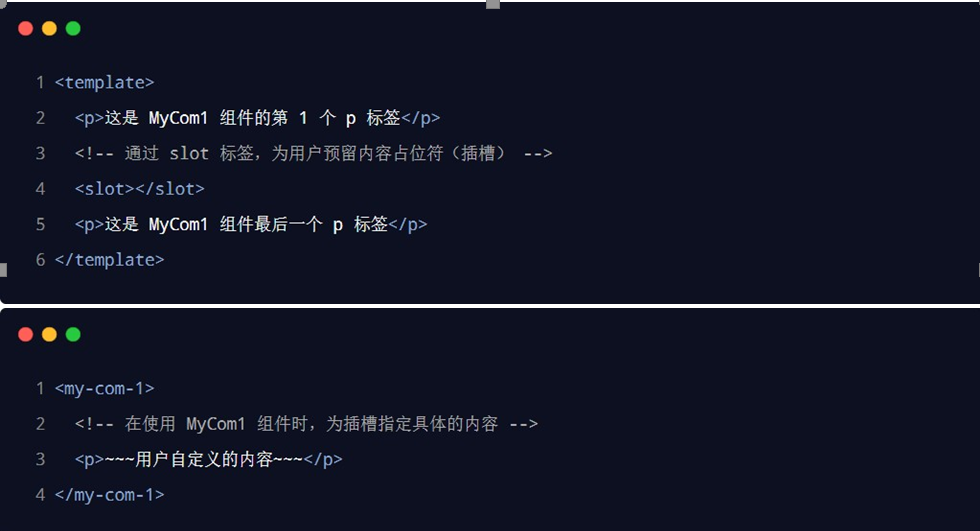 1 <template>
2   <p>这是 MyCom1 组件的第 1 个 p 标签</p>
3   <!-- 通过 slot 标签，为用户预留内容占位符（插槽） -->
4   <slot></slot>
5   <p>这是 MyCom1 组件最后一个 p 标签</p>
6 </template>
1 <my-com-1>
2   <!-- 在使用 MyCom1 组件时，为插槽指定具体的内容 -->
3   <p>~~~用户自定义的内容~~~</p>
4 </my-com-1>